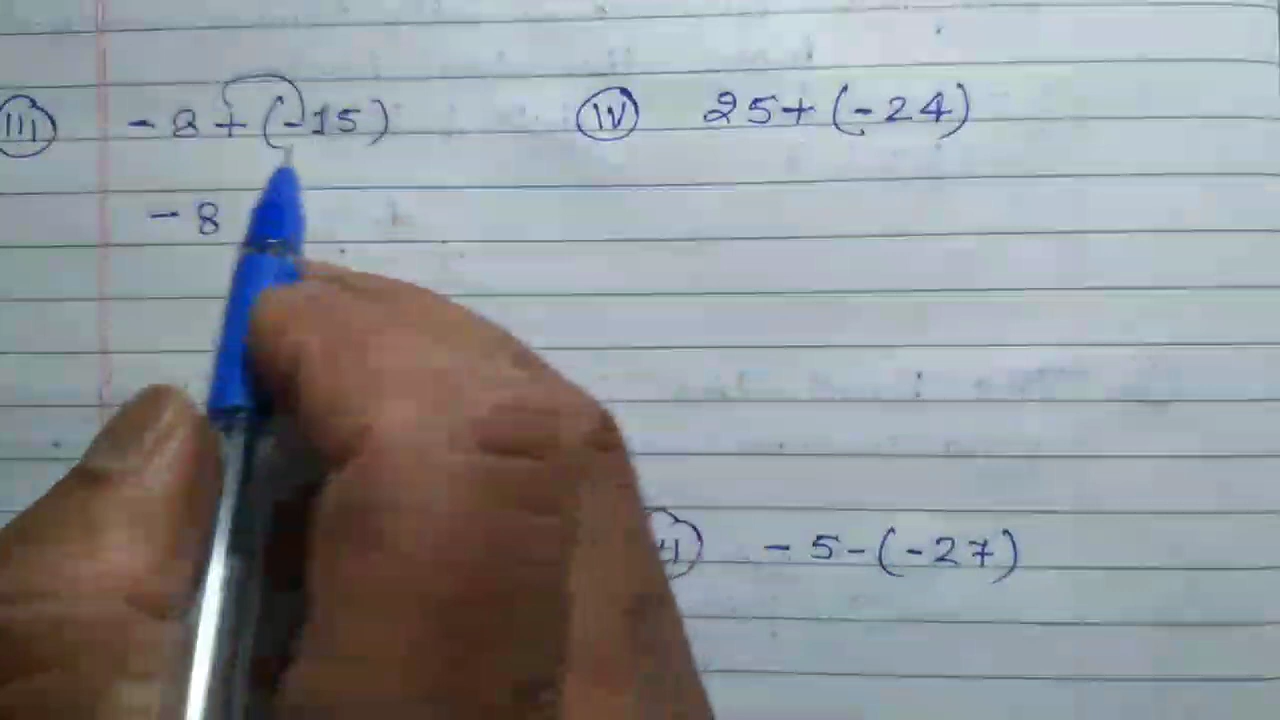 (iii) -8+(-15)
(iv) 25+(-24)
-8
-5-(-27)